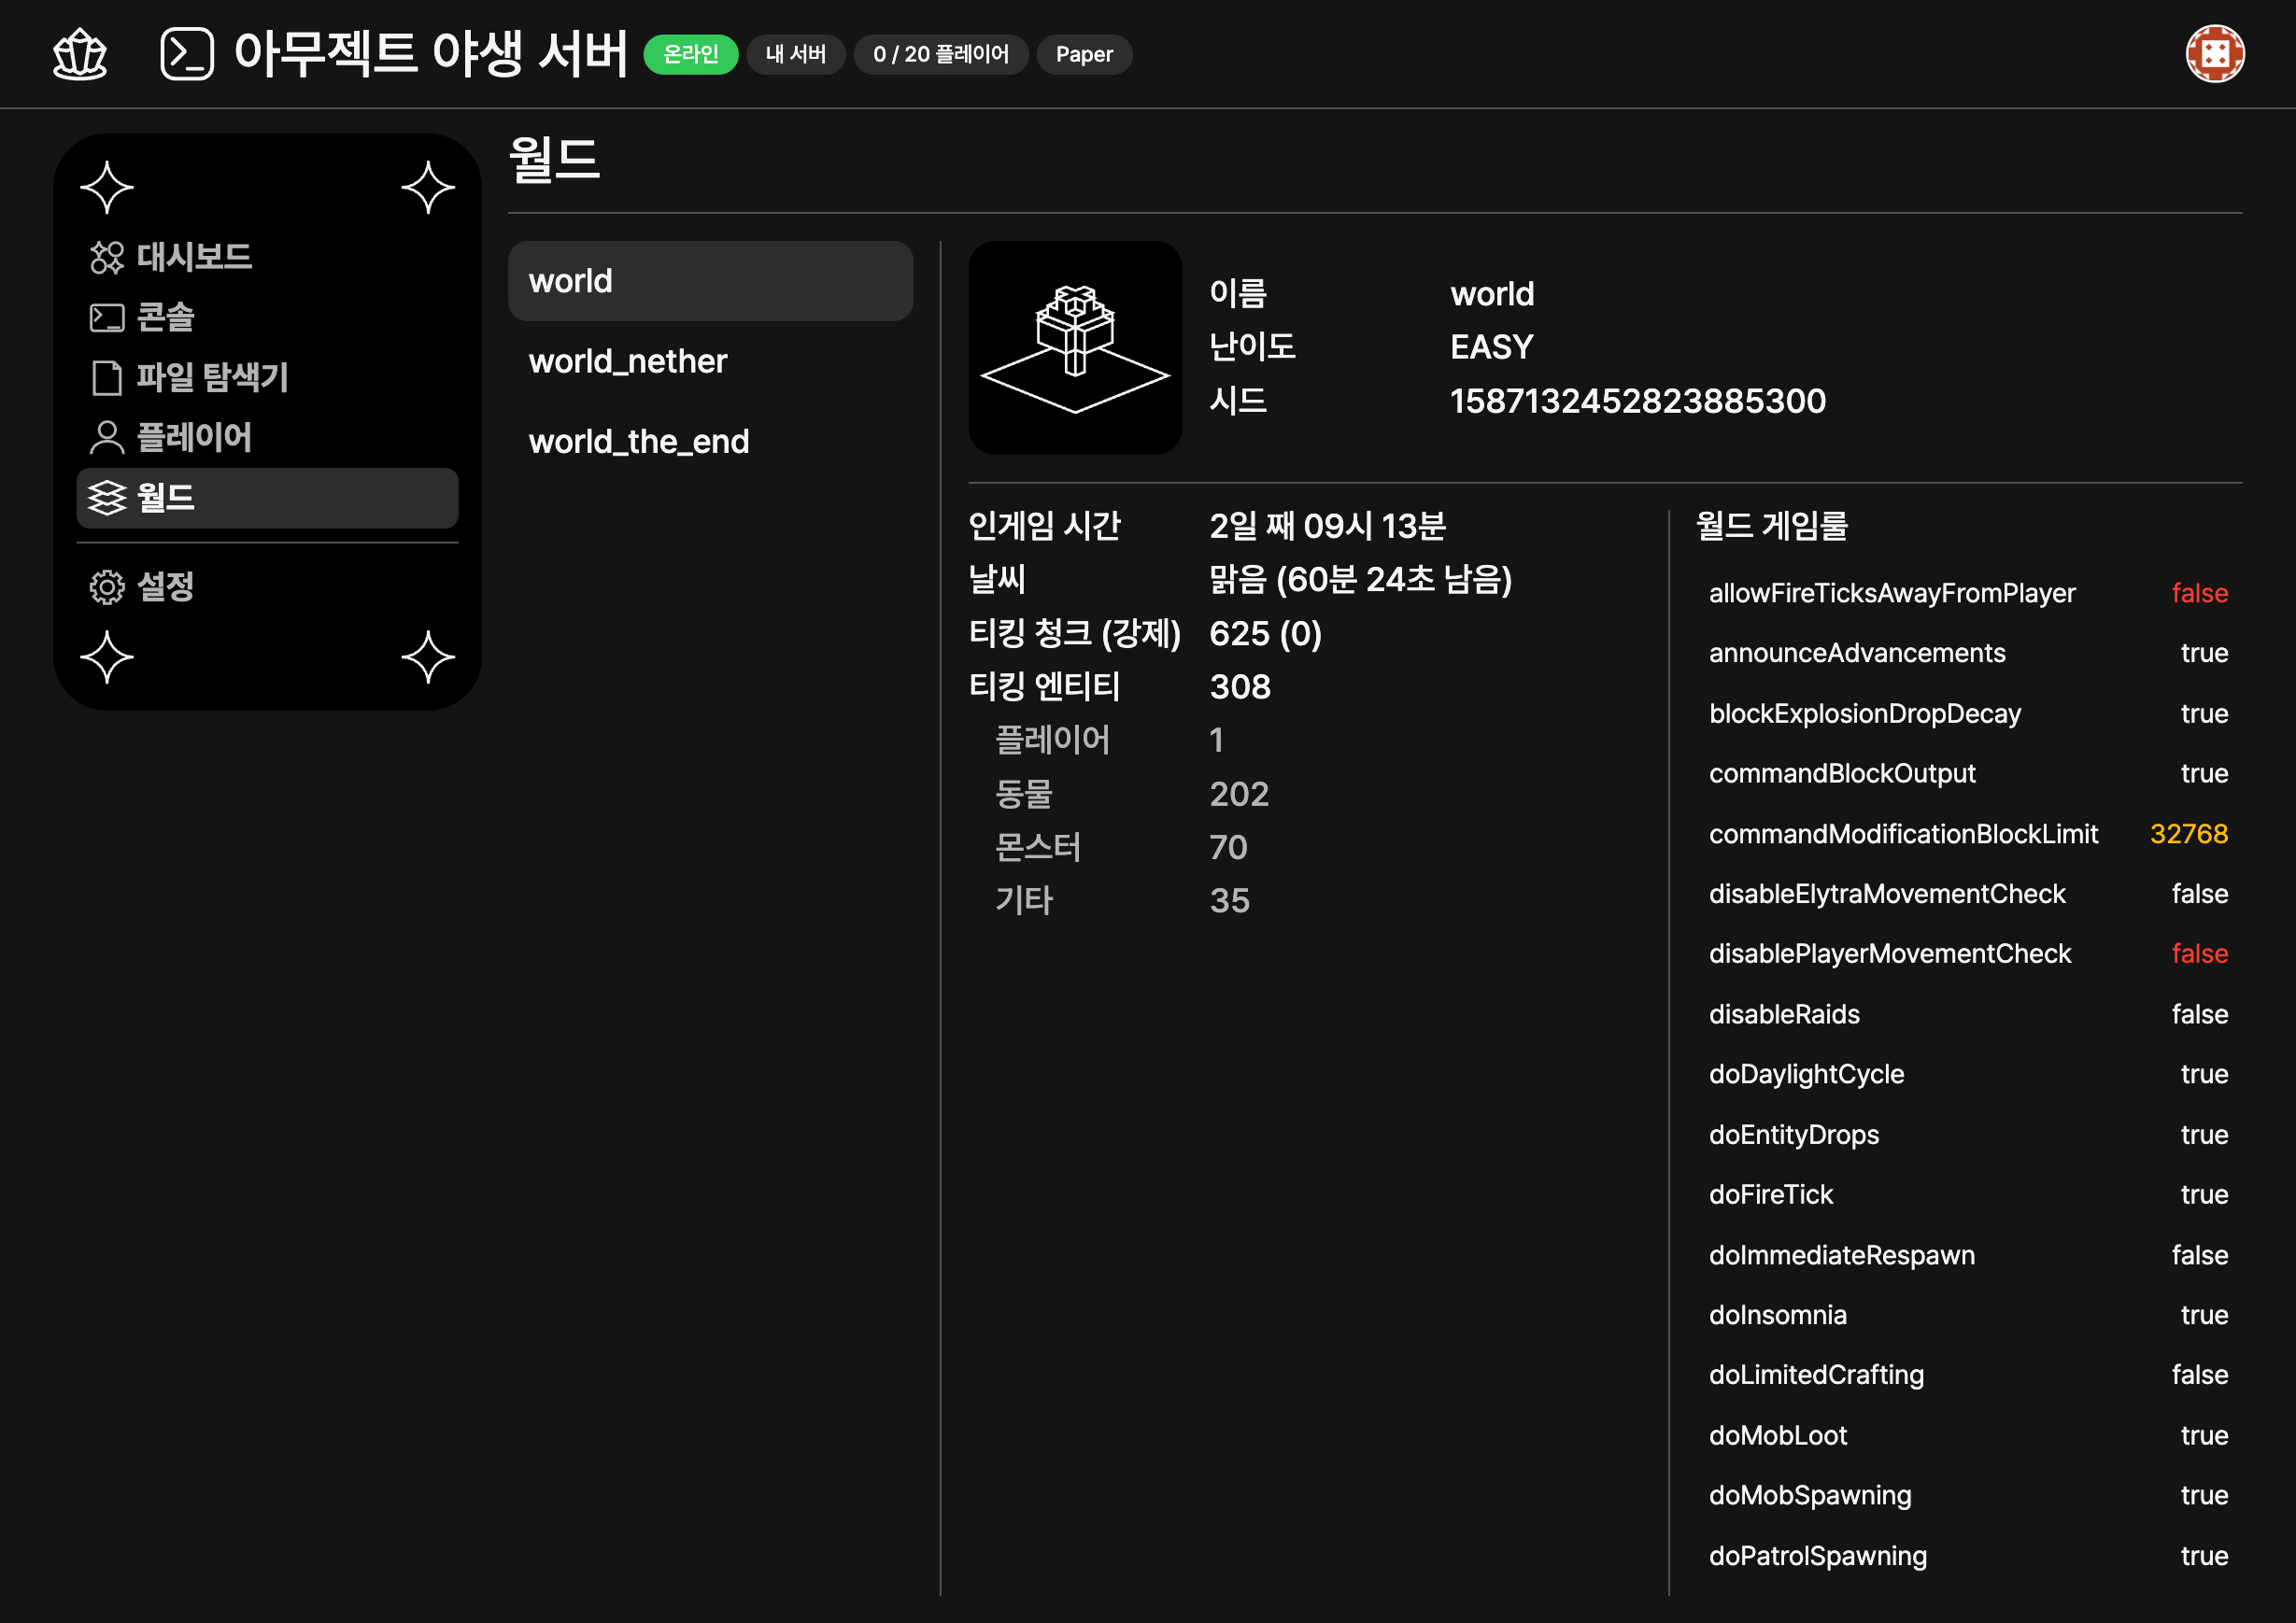 아무젝트 야생 서버 온라인 내 서버 0 / 20 플레이어 Paper
대시보드
콘솔
파일 탐색기
플레이어
월드
설정
월드
world
world_nether
world_the_end
이름 world
난이도 EASY
시드 1587132452823885300
인게임 시간 2일 째 09시 13분
날씨 맑음 (60분 24초 남음)
티킹 청크 (강제) 625 (0)
티킹 엔티티 308
플레이어 1
동물 202
몬스터 70
기타 35
월드 게임룰
allowFireTicksAwayFromPlayer false
announceAdvancements true
blockExplosionDropDecay true
commandBlockOutput true
commandModificationBlockLimit 32768
disableElytraMovementCheck false
disablePlayerMovementCheck false
disableRaids false
doDaylightCycle true
doEntityDrops true
doFireTick true
doImmediateRespawn false
doInsomnia true
doLimitedCrafting false
doMobLoot true
doMobSpawning true
doPatrolSpawning true